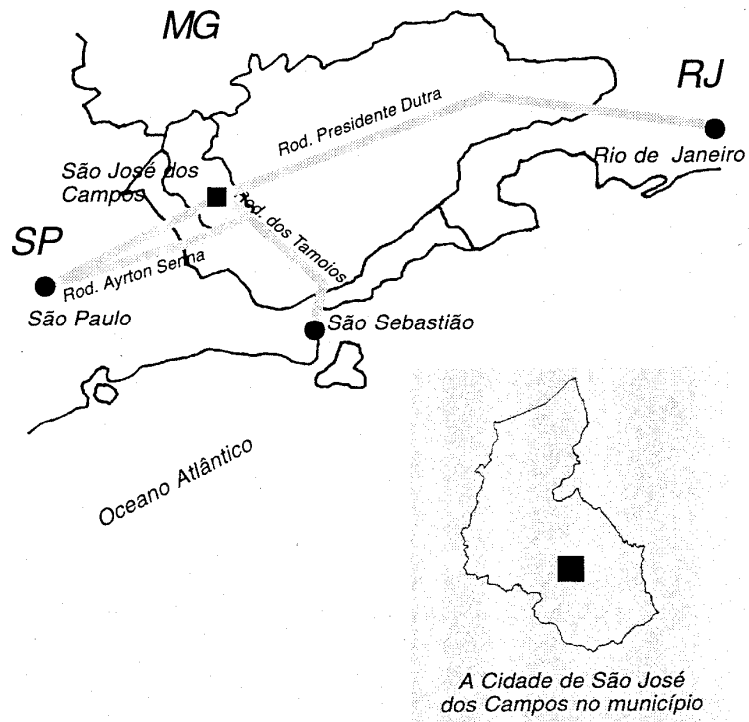 MG
RJ
Rod. Presidente Dutra
Rio de Janeiro
São José dos
Campos
Rod. dos Tamoios
SP
Rod. Ayrton Senna
São Paulo
São Sebastião
Oceano Atlântico
A Cidade de São José
dos Campos no município